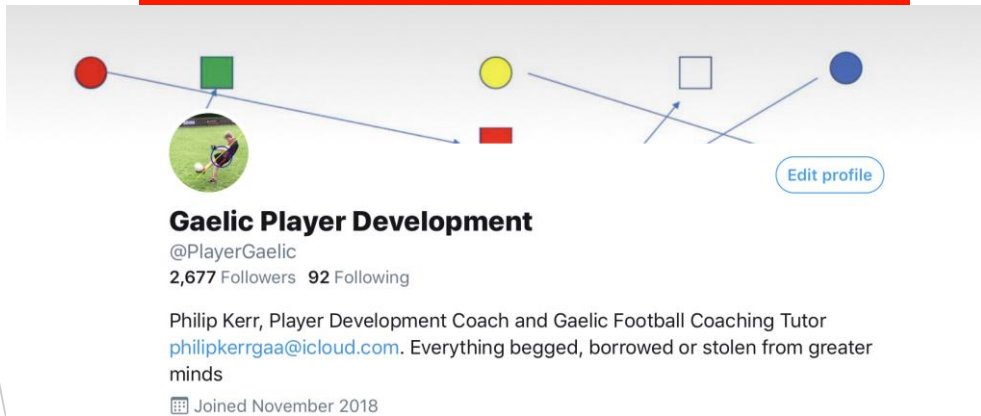 Edit profile
Gaelic Player Development
@PlayerGaelic
2,677 Followers 92 Following
Philip Kerr, Player Development Coach and Gaelic Football Coaching Tutor
philipkerrgaa@icloud.com. Everything begged, borrowed or stolen from greater
minds
Joined November 2018